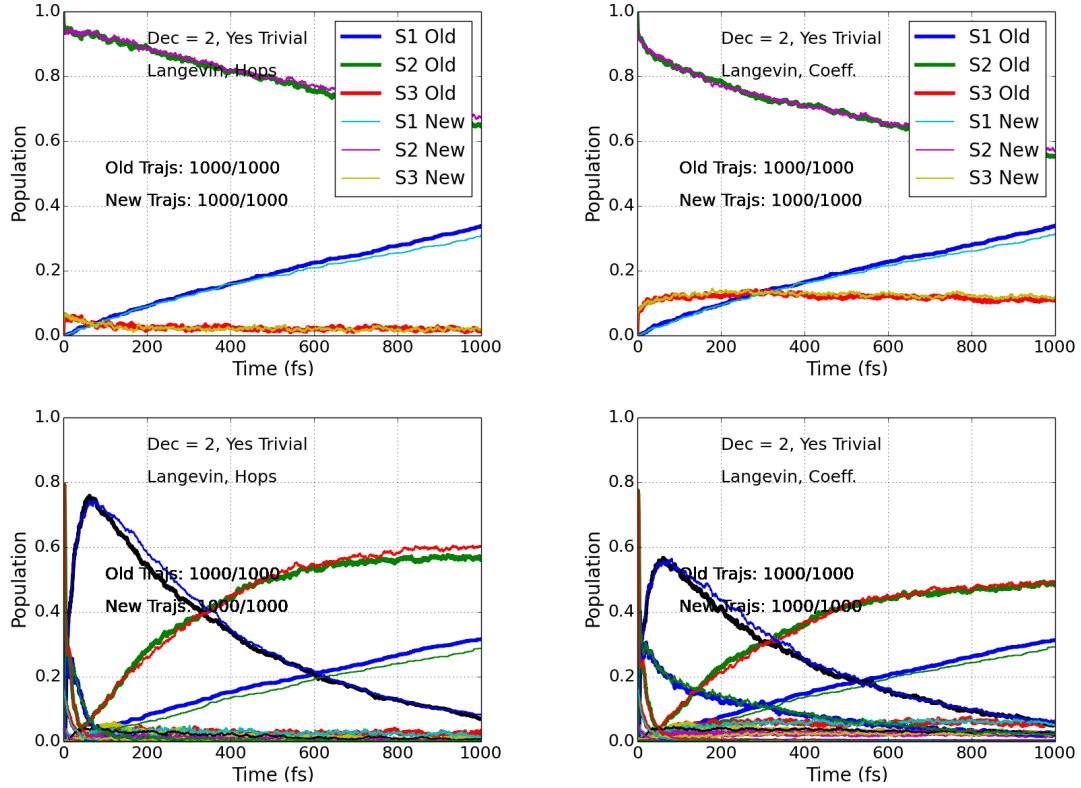 1.0
0.8
0.6
0.4
0.2
0.0
Population
Dec = 2, Yes Trivial
Langevin, Hops
Old Trajs: 1000/1000
New Trajs: 1000/1000
S1 Old
S2 Old
S3 Old
S1 New
S2 New
S3 New
0 200 400 600 800 1000
Time (fs)
1.0
0.8
0.6
0.4
0.2
0.0
Population
Dec = 2, Yes Trivial
Langevin, Coeff.
Old Trajs: 1000/1000
New Trajs: 1000/1000
S1 Old
S2 Old
S3 Old
S1 New
S2 New
S3 New
0 200 400 600 800 1000
Time (fs)
1.0
0.8
0.6
0.4
0.2
0.0
Population
Dec = 2, Yes Trivial
Langevin, Hops
Old Trajs: 1000/1000
New Trajs: 1000/1000
0 200 400 600 800 1000
Time (fs)
1.0
0.8
0.6
0.4
0.2
0.0
Population
Dec = 2, Yes Trivial
Langevin, Coeff.
Old Trajs: 1000/1000
New Trajs: 1000/1000
0 200 400 600 800 1000
Time (fs)